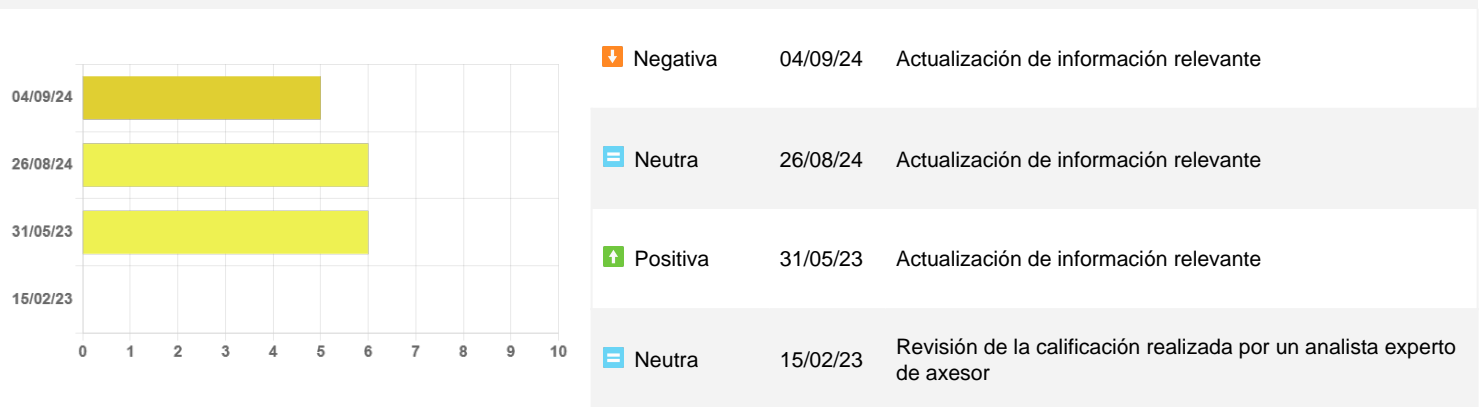 04/09/24
26/08/24
31/05/23
15/02/23
0 1 2 3 4 5 6 7 8 9 10
Negativa 04/09/24 Actualización de información relevante
Neutra 26/08/24 Actualización de información relevante
Positiva 31/05/23 Actualización de información relevante
Neutra 15/02/23 Revisión de la calificación realizada por un analista experto
de axesor